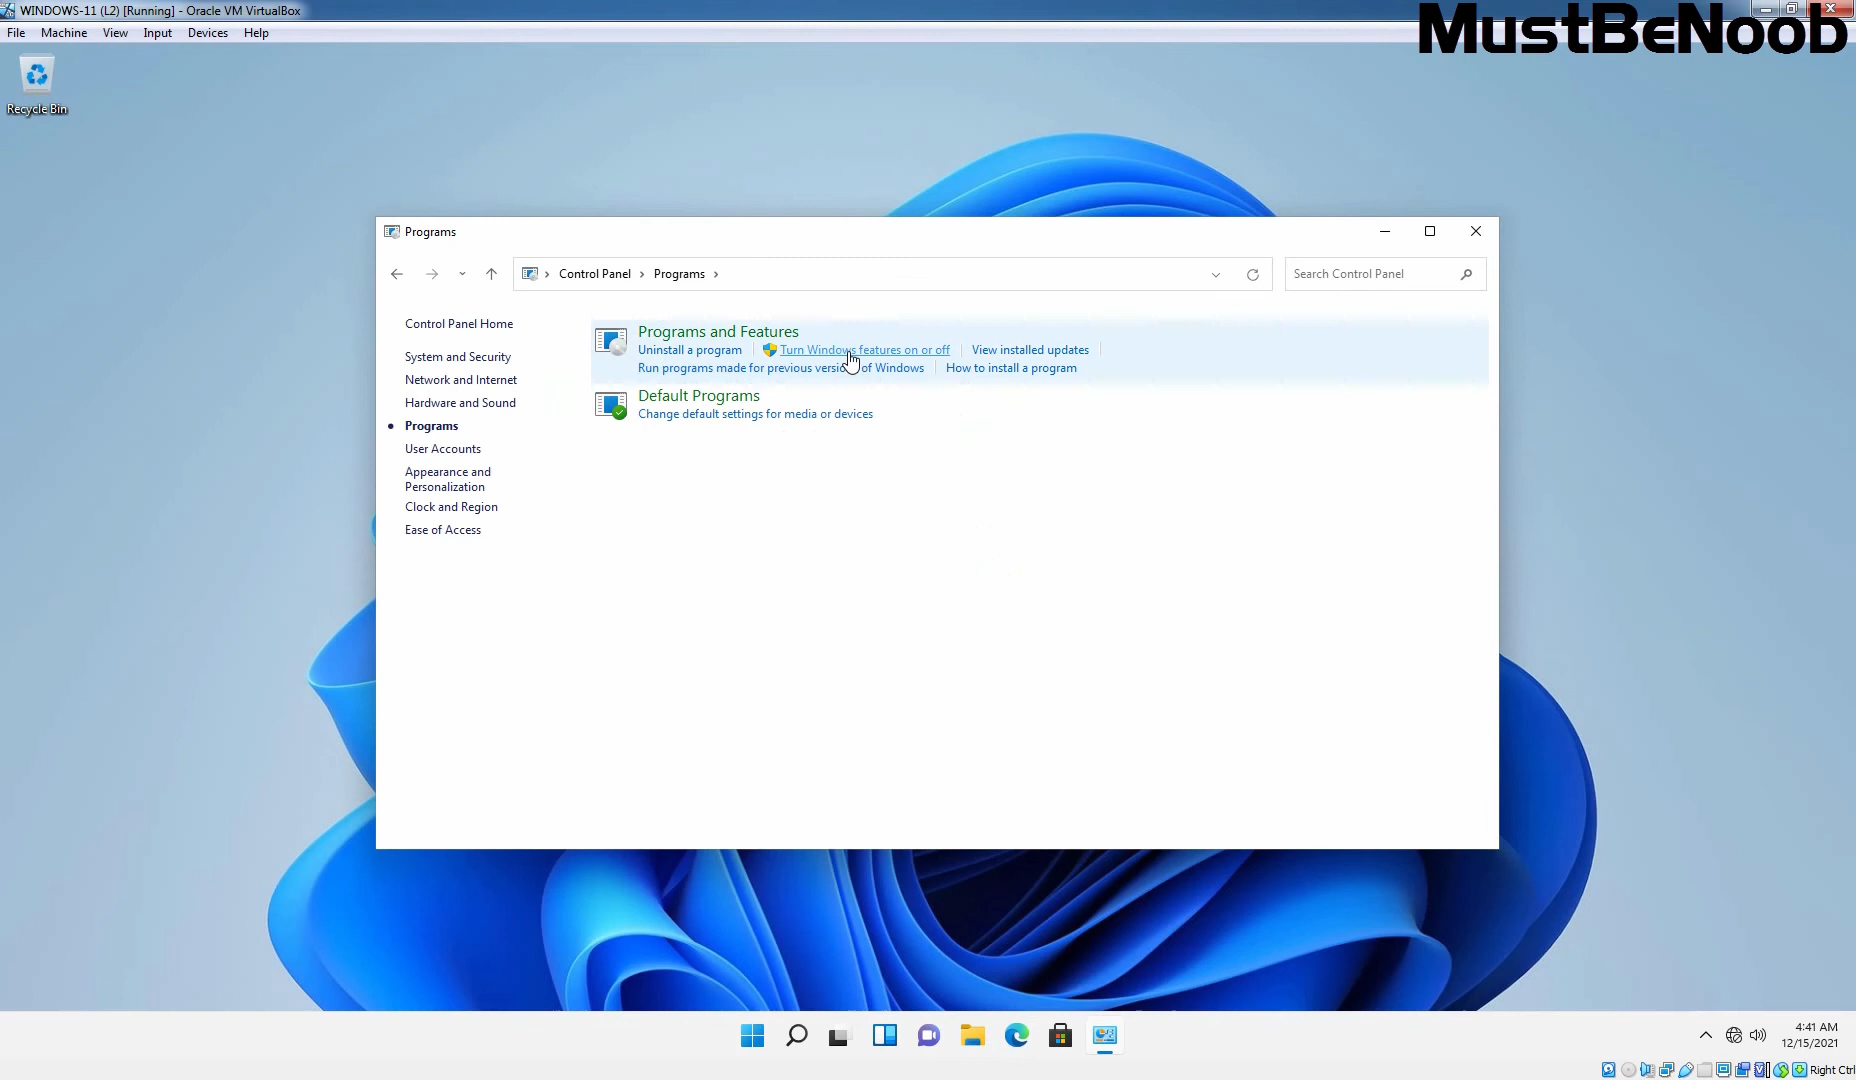 WINDOWS-11 (L2) [Running] - Oracle VM VirtualBox
File Machine View Input Devices Help
MustBeNoob
Recycle Bin
Programs
Control Panel Programs
Search Control Panel
Control Panel Home
System and Security
Network and Internet
Hardware and Sound
Programs
User Accounts
Appearance and
Personalization
Clock and Region
Ease of Access
Programs and Features
Uninstall a program Turn Windows features on or off View installed updates
Run programs made for previous of Windows How to install a program
Default Programs
Change default settings for media or devices
4:41 AM
12/15/2021
Right Ctrl